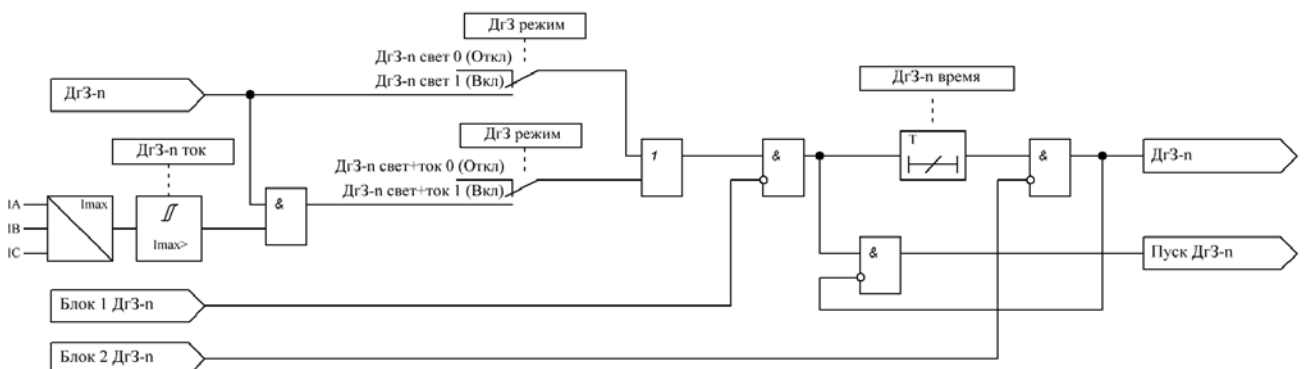 ДгЗ режим
ДгЗ-n свет 0 (Откл)
ДгЗ-n свет 1 (Вкл)
ДгЗ-n
ДгЗ-n время
ДгЗ режим
ДгЗ-n ток
ДгЗ-n свет+ток 0 (Откл)
ДгЗ-n свет+ток 1 (Вкл)
1
&
T
&
ДгЗ-n
IA
IB
IC
Imax
Imax>
&
&
Пуск ДгЗ-n
Блок 1 ДгЗ-n
Блок 2 ДгЗ-n